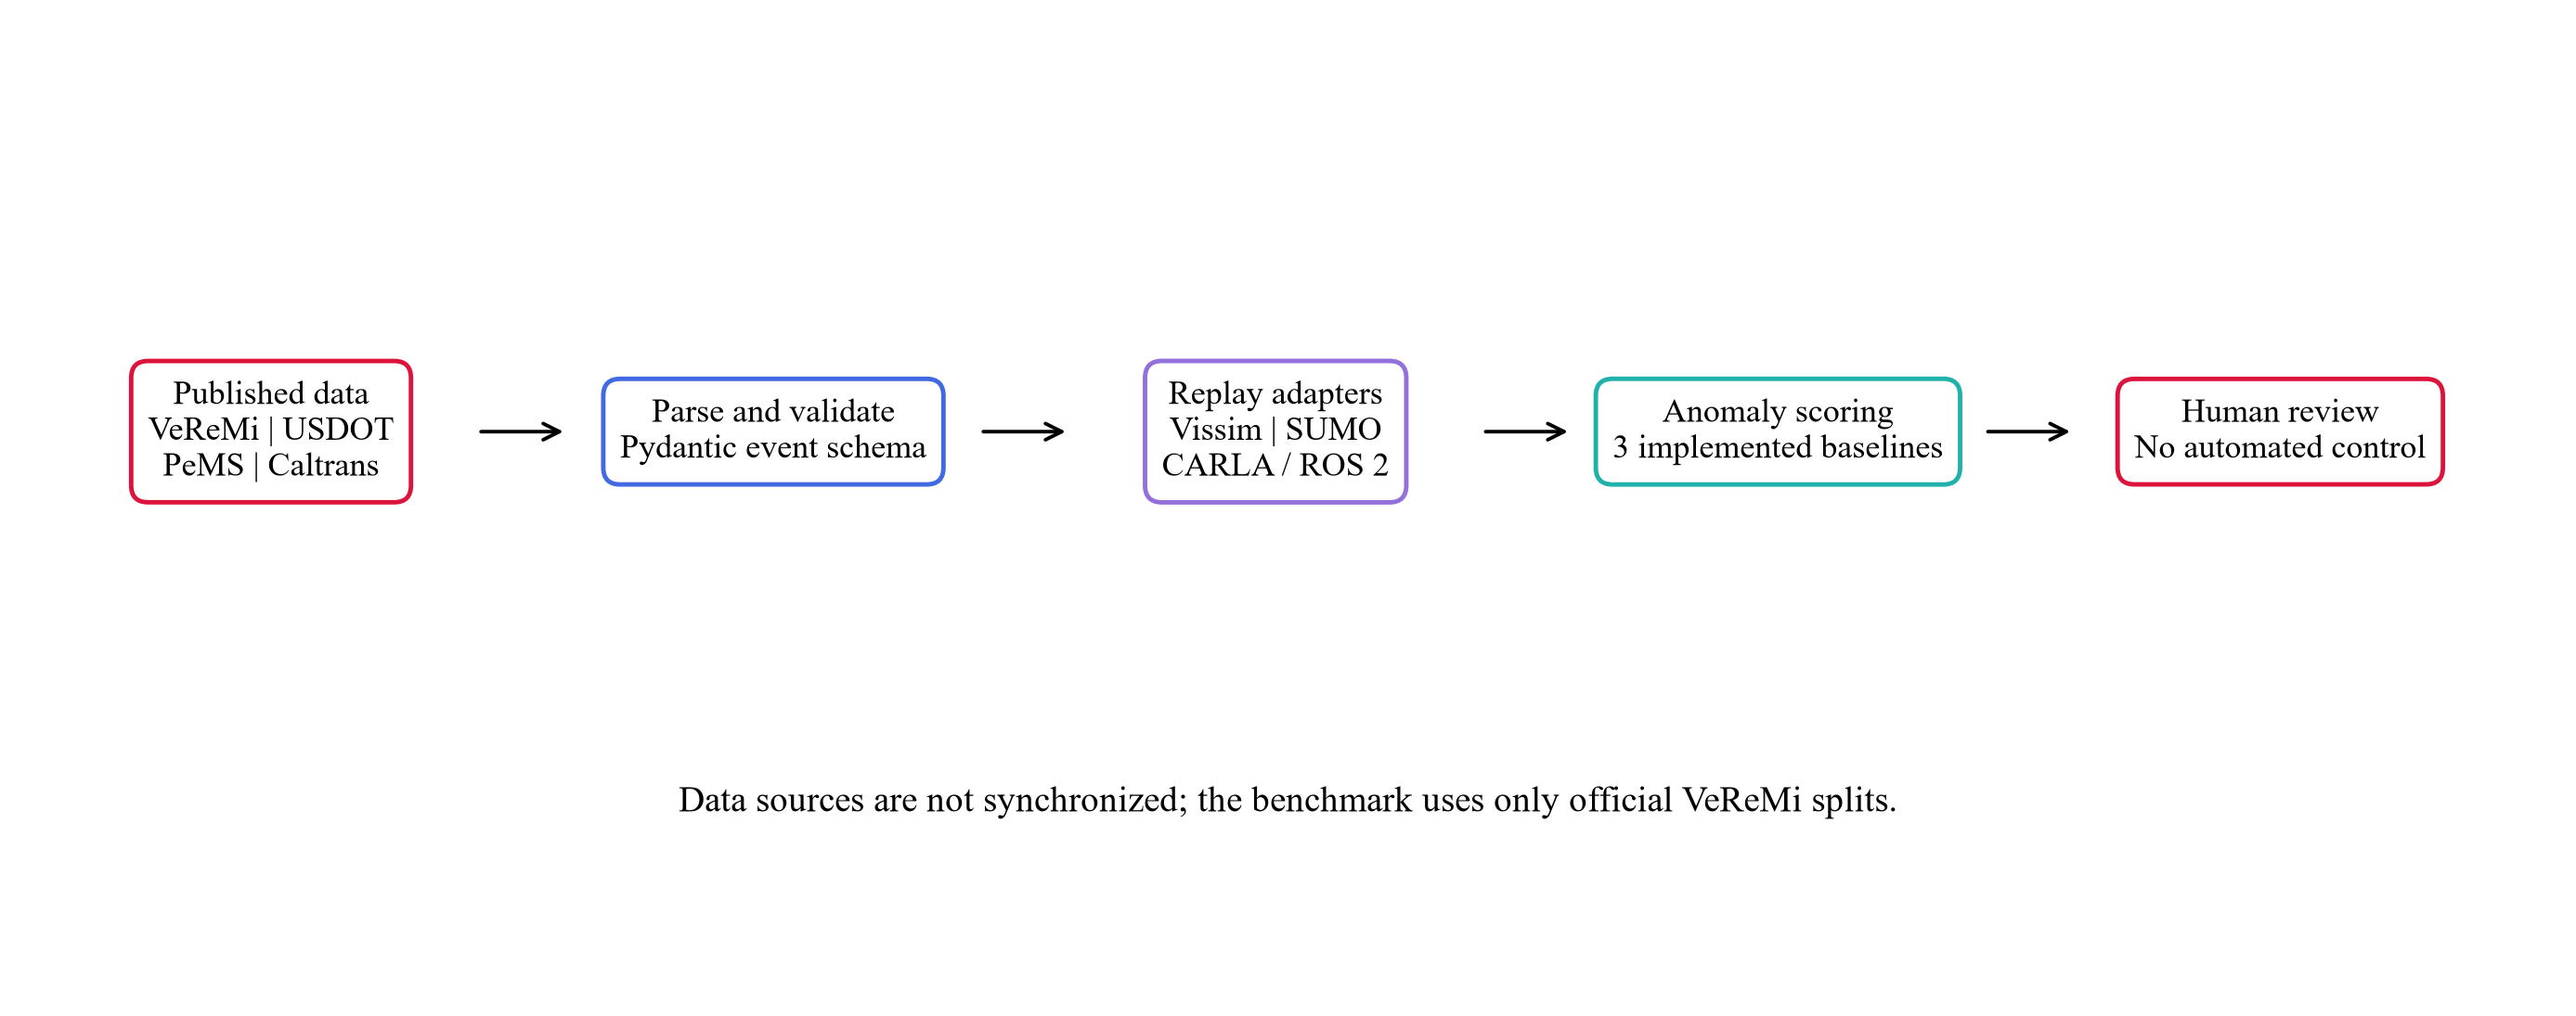 Published data
VeReMi | USDOT
PeMS | Caltrans
Parse and validate
Pydantic event schema
Replay adapters
Vissim | SUMO
CARLA / ROS 2
Anomaly scoring
3 implemented baselines
Human review
No automated control
Data sources are not synchronized; the benchmark uses only official VeReMi splits.